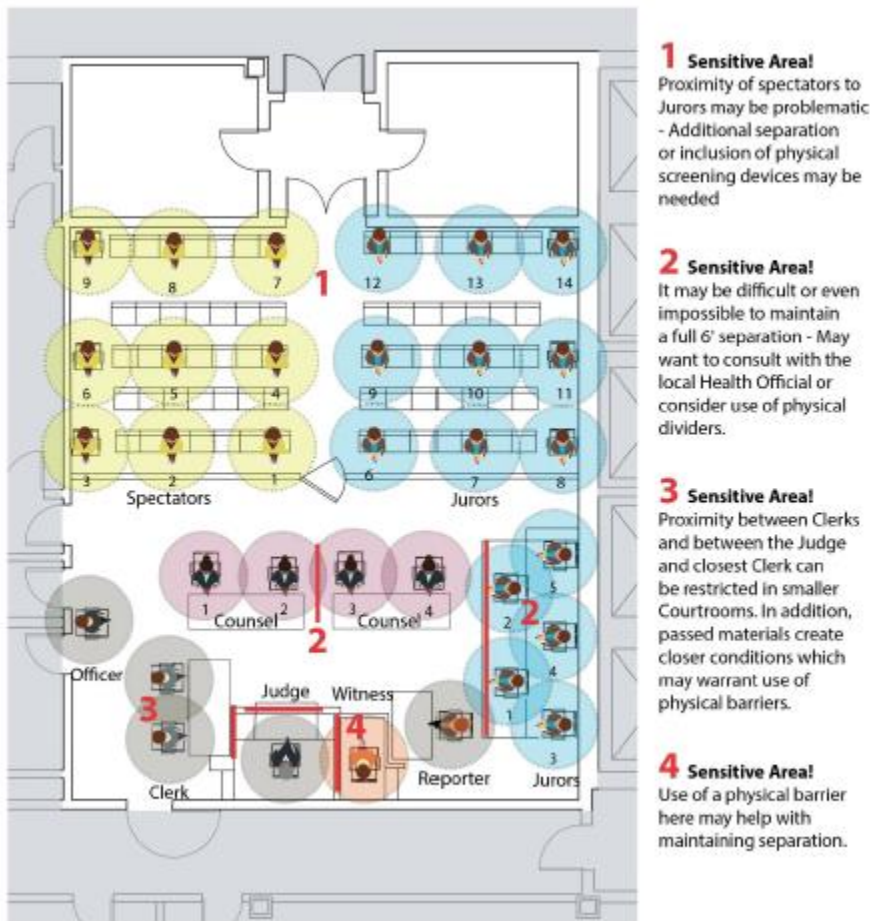 9
8
7
1
12
13
14
6
5
4
9
10
11
3
2
1
6
7
8
Spectators
Jurors
1
2
3
4
Counsel
Counsel
2
5
2
2
4
1
3
Officer
3
Clerk
Judge
Witness
4
Reporter
Jurors
1 Sensitive Area!
Proximity of spectators to
Jurors may be problematic
- Additional separation
or inclusion of physical
screening devices may be
needed
2 Sensitive Area!
It may be difficult or even
impossible to maintain
a full 6' separation - May
want to consult with the
local Health Official or
consider use of physical
dividers.
3 Sensitive Area!
Proximity between Clerks
and between the Judge
and closest Clerk can
be restricted in smaller
Courtrooms. In addition,
passed materials create
closer conditions which
may warrant use of
physical barriers.
4 Sensitive Area!
Use of a physical barrier
here may help with
maintaining separation.